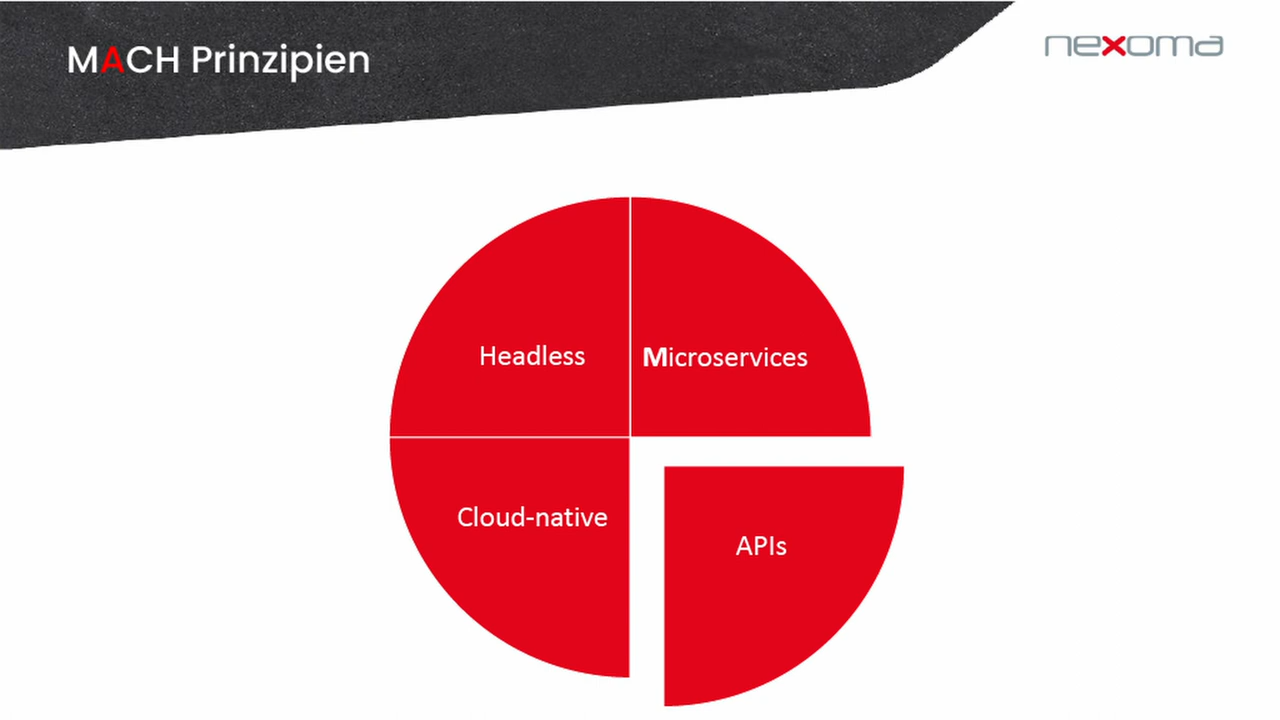 MACH Prinzipien
nexoma
Headless
Microservices
Cloud-native
APIs